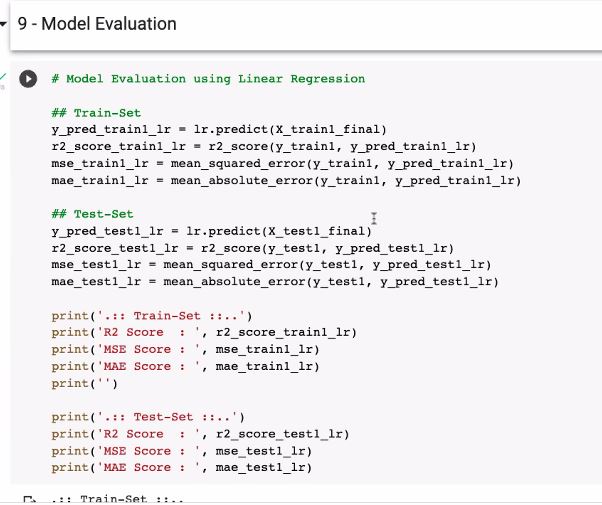 9 - Model Evaluation
# Model Evaluation using Linear Regression
## Train-Set
y_pred_train1_lr = lr.predict(X_train1_final)
r2_score_train1_lr = r2_score(y_train1, y_pred_train1_lr)
mse_train1_lr = mean_squared_error(y_train1, y_pred_train1_lr)
mae_train1_lr = mean_absolute_error(y_train1, y_pred_train1_lr)
## Test-Set
y_pred_test1_lr = lr.predict(X_test1_final)
r2_score_test1_lr = r2_score(y_test1, y_pred_test1_lr)
mse_test1_lr = mean_squared_error(y_test1, y_pred_test1_lr)
mae_test1_lr = mean_absolute_error(y_test1, y_pred_test1_lr)
print('.:: Train-Set ::..')
print('R2 Score  : ', r2_score_train1_lr)
print('MSE Score : ', mse_train1_lr)
print('MAE Score : ', mae_train1_lr)
print('')
print('.:: Test-Set ::..')
print('R2 Score  : ', r2_score_test1_lr)
print('MSE Score : ', mse_test1_lr)
print('MAE Score : ', mae_test1_lr)
.:: Train-Set ::..